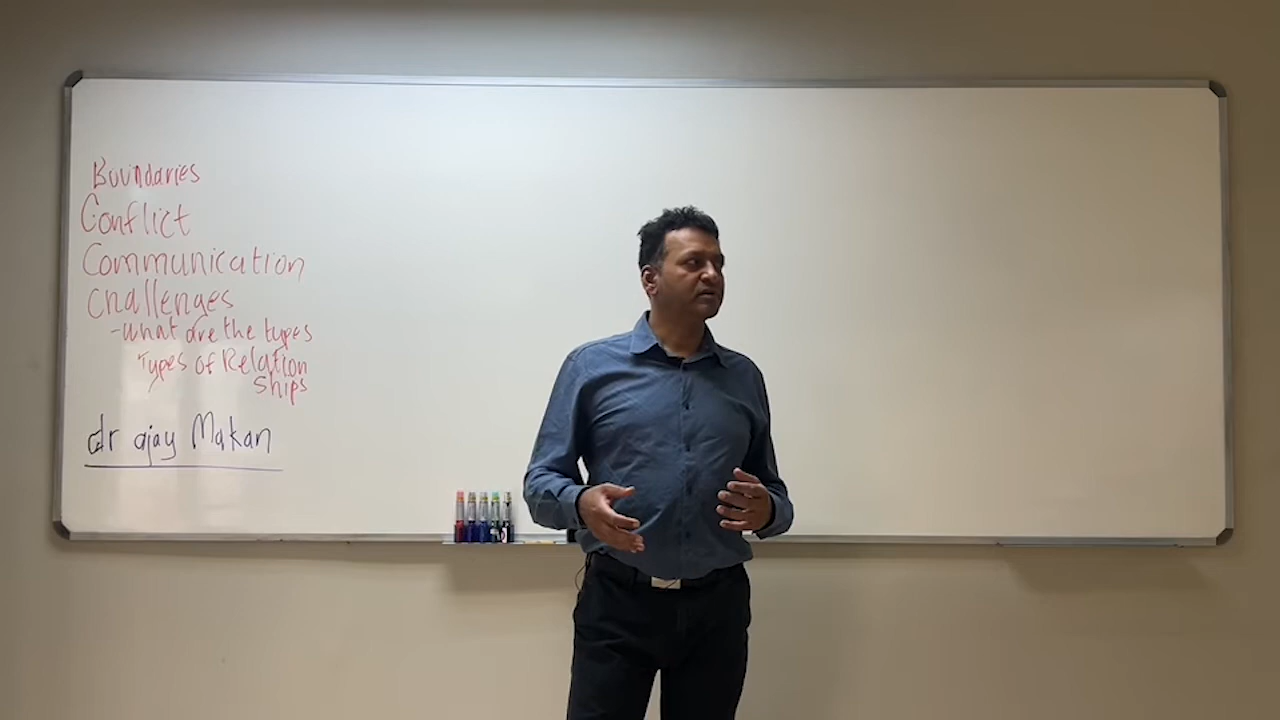 Boundaries
Conflict
Communication
Challenges
-what are the types
Types of Relation
Ships
dr ajay Makan